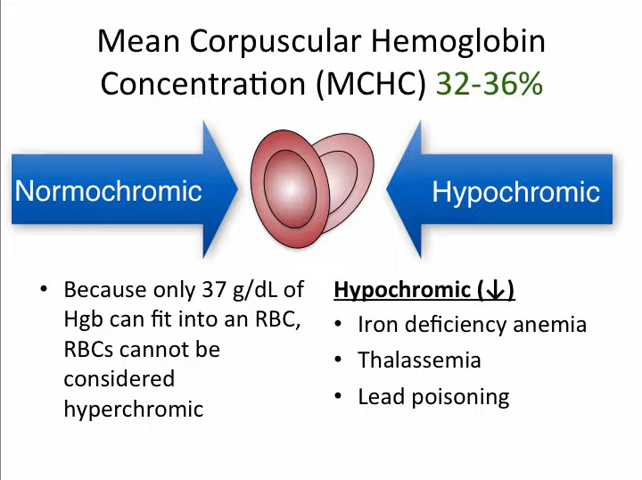 Mean Corpuscular Hemoglobin
Concentration (MCHC) 32-36%
Normochromic
Hypochromic
• Because only 37 g/dL of
Hgb can fit into an RBC,
RBCs cannot be
considered
hyperchromic
Hypochromic (↓)
• Iron deficiency anemia
• Thalassemia
• Lead poisoning